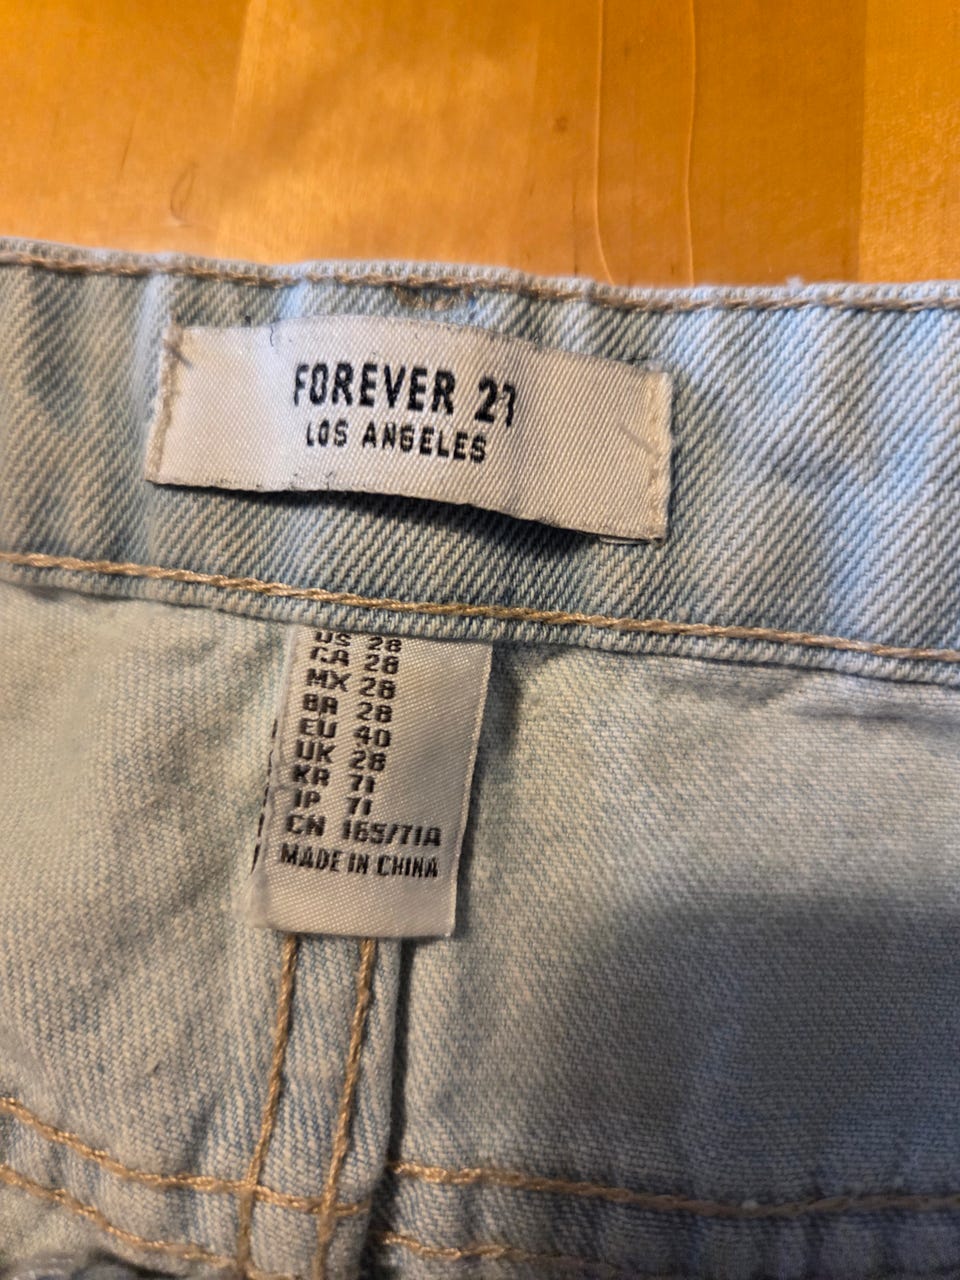 FOREVER 21
LOS ANGELES
US 28
CA 28
MX 28
BR 28
EU 40
UK 28
KR 71
JP 71
CN 165/71A
MADE IN CHINA